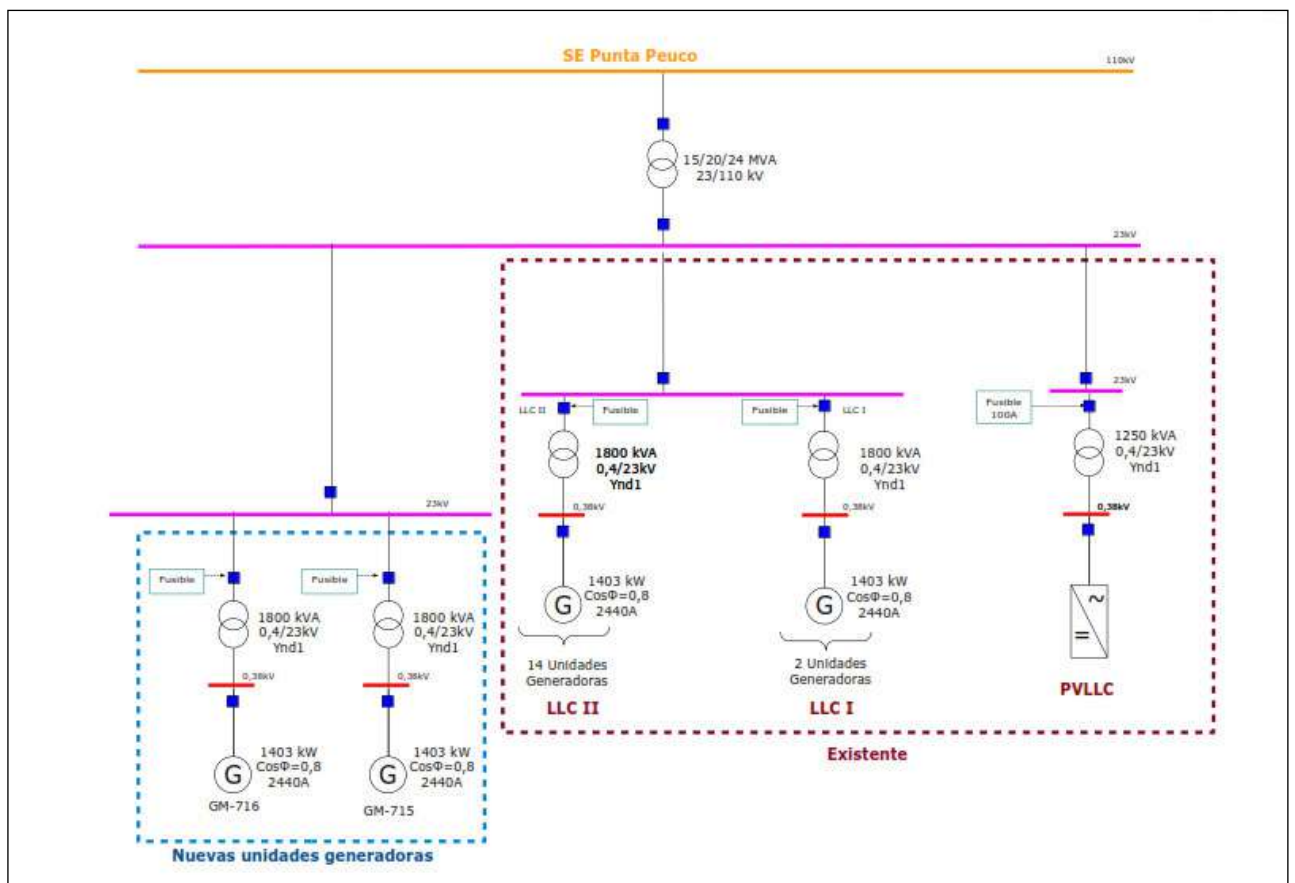 SE Punta Peuco
110kV
15/20/24 MVA
23/110 kV
23kV
23kV
LLC II
Fusible
Fusible
LLC I
Fusible
100A
1800 kVA
0,4/23kV
Ynd1
1800 kVA
0,4/23kV
Ynd1
1250 kVA
0,4/23kV
Ynd1
0,38kV
0,38kV
0,38kV
1403 kW
CosΦ=0,8
2440A
G
1403 kW
CosΦ=0,8
2440A
G
~
=
14 Unidades
Generadoras
LLC II
2 Unidades
Generadoras
LLC I
PVLLC
Existente
23kV
Fusible
Fusible
1800 kVA
0,4/23kV
Ynd1
1800 kVA
0,4/23kV
Ynd1
0,38kV
0,38kV
1403 kW
CosΦ=0,8
2440A
G
GM-716
1403 kW
CosΦ=0,8
2440A
G
GM-715
Nuevas unidades generadoras